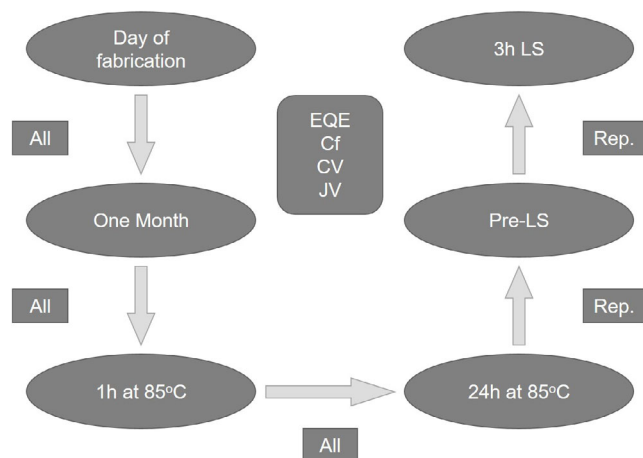 Day of
fabrication
All
One Month
All
1h at 85°C
All
24h at 85°C
Rep.
Pre-LS
Rep.
3h LS
EQE
Cf
CV
JV